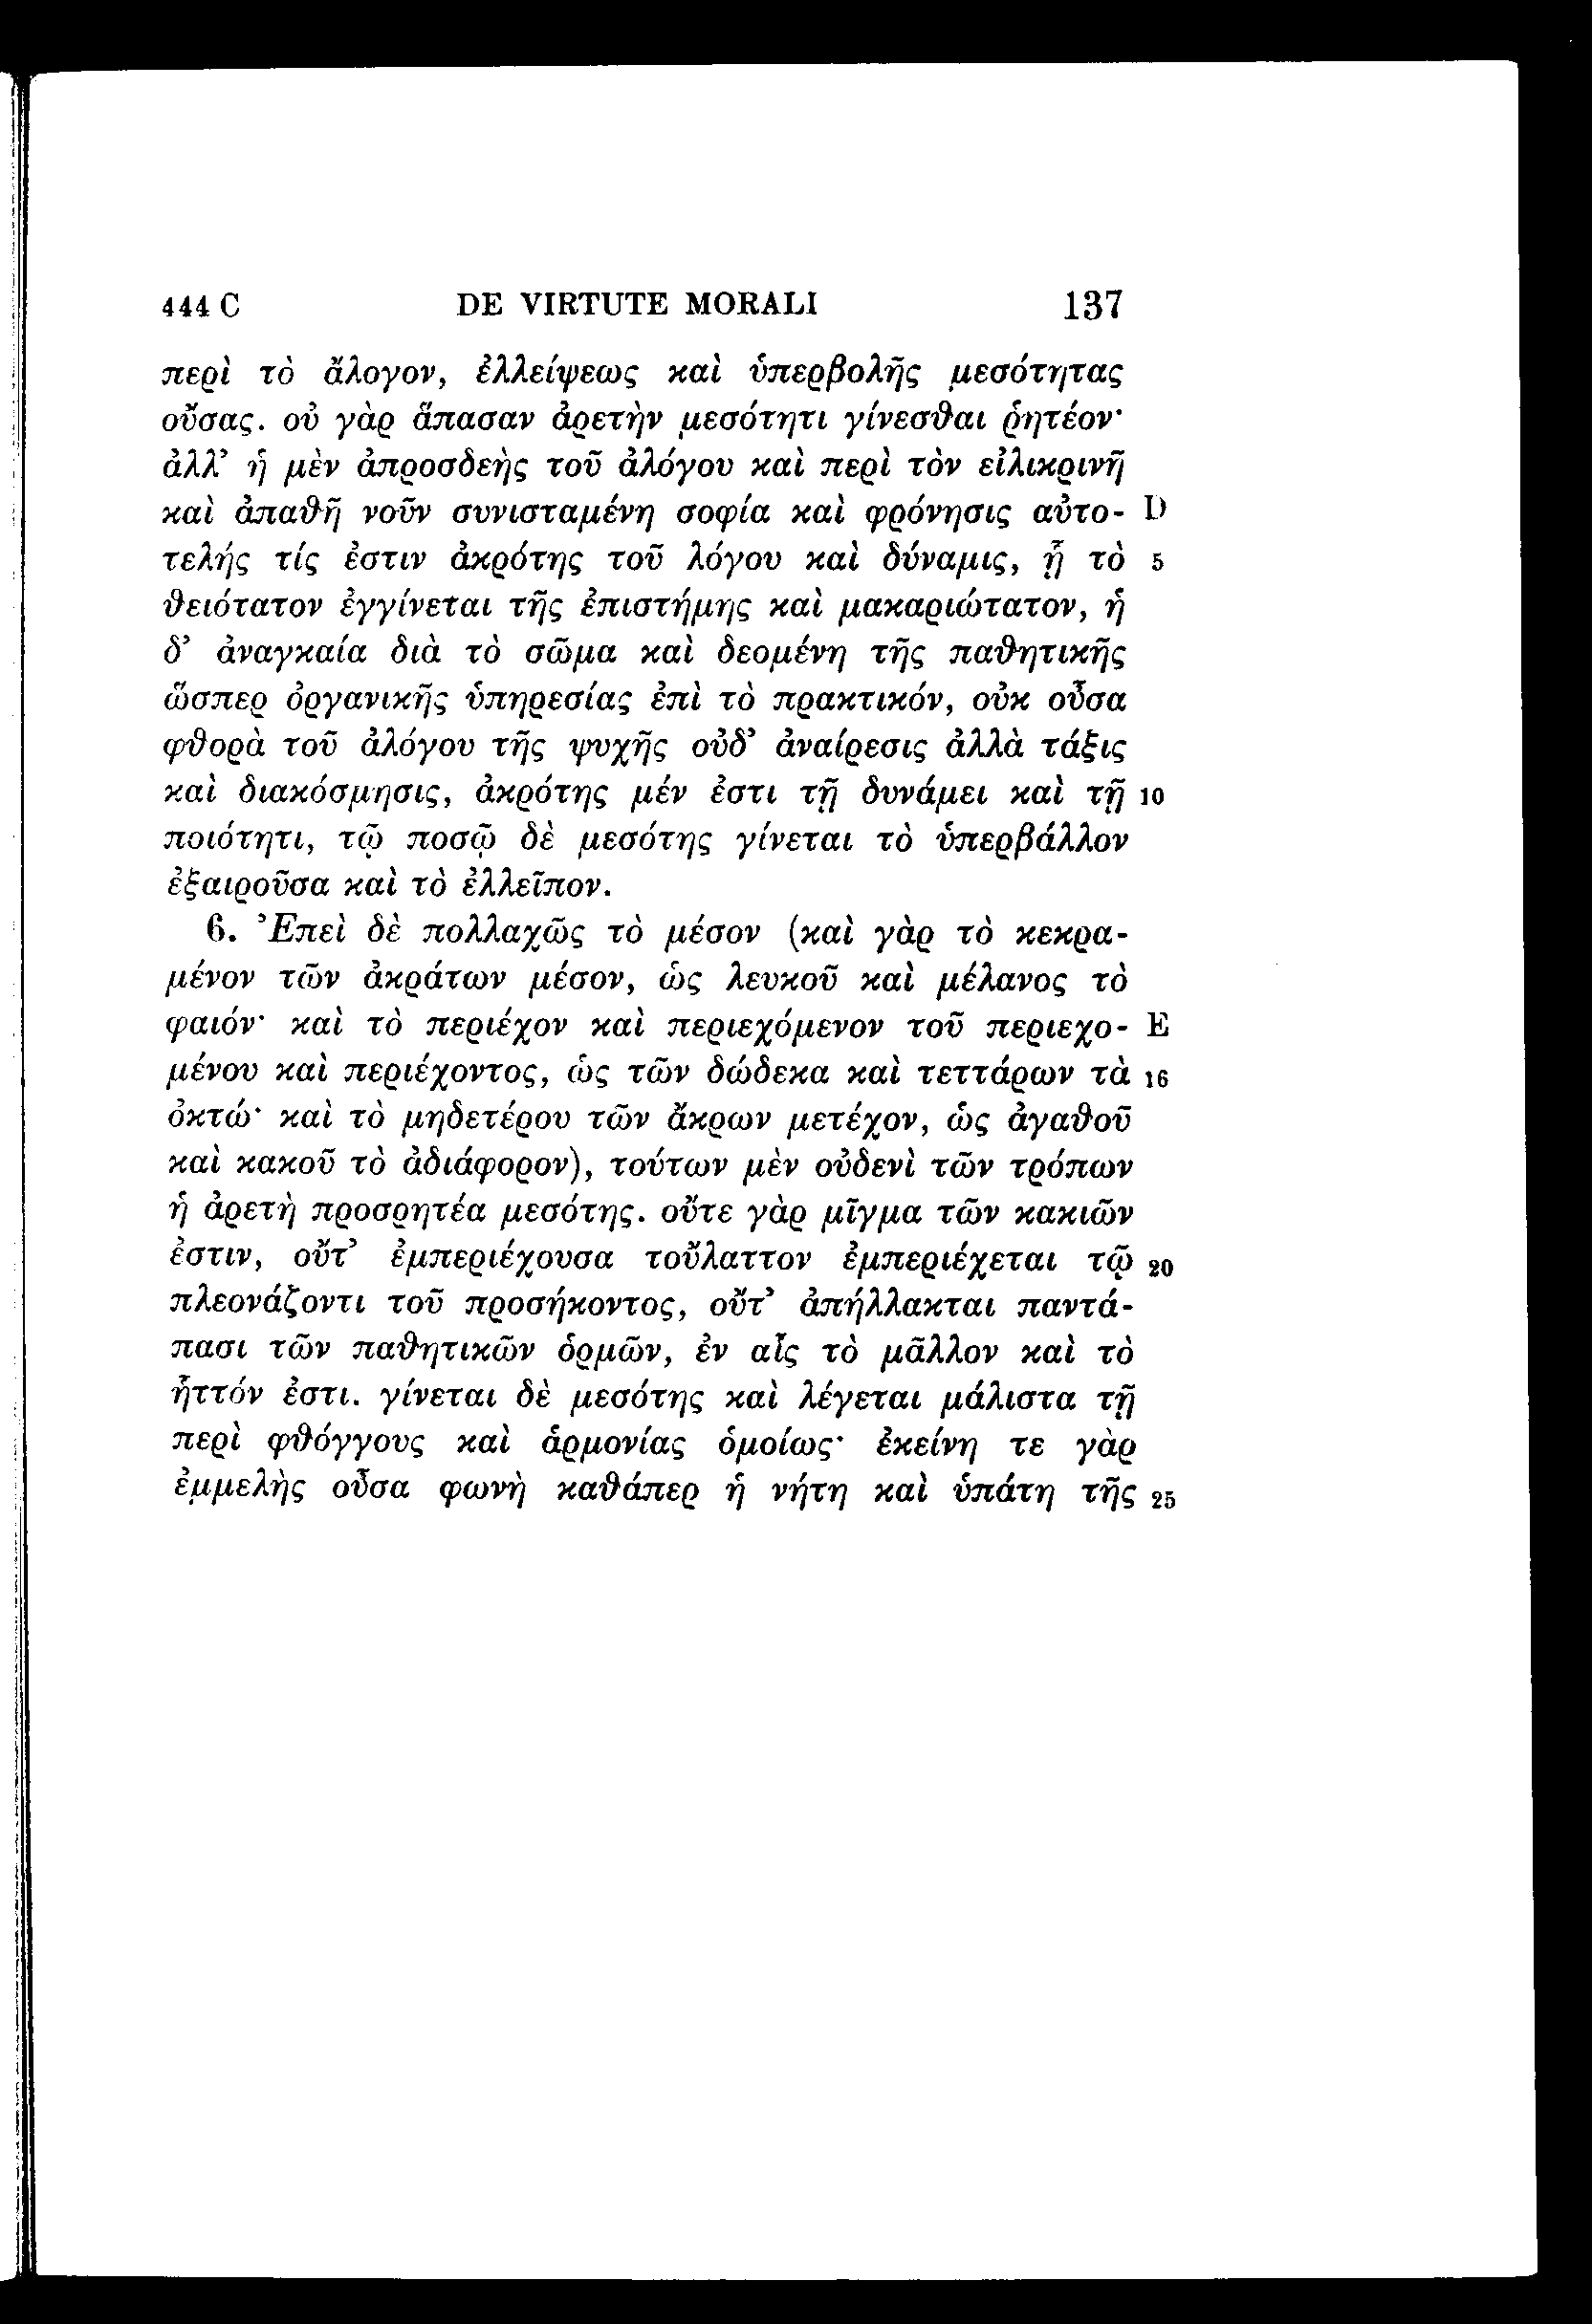 444 C DE VIRTUTE MORALI 137
περὶ τὸ ἄλογον, ἐλλείψεως καὶ ὑπερβολῆς μεσότητας
οὔσας. οὐ γὰρ ἅπασαν ἀρετὴν μεσότητι γίνεσθαι ῥητέον·
ἀλλ’ ἡ μὲν ἀπροσδεὴς τοῦ ἀλόγου καὶ περὶ τὸν εἰλικρινῆ
καὶ ἀπαθῆ νοῦν συνισταμένη σοφία καὶ φρόνησις αὐτο- D
τελής τίς ἐστιν ἀκρότης τοῦ λόγου καὶ δύναμις, ᾗ τὸ 5
θειότατον ἐγγίνεται τῆς ἐπιστήμης καὶ μακαριώτατον, ἡ
δ’ ἀναγκαία διὰ τὸ σῶμα καὶ δεομένη τῆς παθητικῆς
ὥσπερ ὀργανικῆς ὑπηρεσίας ἐπὶ τὸ πρακτικόν, οὐκ οὖσα
φθορὰ τοῦ ἀλόγου τῆς ψυχῆς οὐδ’ ἀναίρεσις ἀλλὰ τάξις
καὶ διακόσμησις, ἀκρότης μέν ἐστι τῇ δυνάμει καὶ τῇ 10
ποιότητι, τῷ ποσῷ δὲ μεσότης γίνεται τὸ ὑπερβάλλον
ἐξαιροῦσα καὶ τὸ ἐλλεῖπον.
6. Ἐπεὶ δὲ πολλαχῶς τὸ μέσον (καὶ γὰρ τὸ κεκρα-
μένον τῶν ἀκράτων μέσον, ὡς λευκοῦ καὶ μέλανος τὸ
φαιόν· καὶ τὸ περιέχον καὶ περιεχόμενον τοῦ περιεχο- E
μένου καὶ περιέχοντος, ὡς τῶν δώδεκα καὶ τεττάρων τὰ 16
ὀκτώ· καὶ τὸ μηδετέρου τῶν ἄκρων μετέχον, ὡς ἀγαθοῦ
καὶ κακοῦ τὸ ἀδιάφορον), τούτων μὲν οὐδενὶ τῶν τρόπων
ἡ ἀρετὴ προσρητέα μεσότης. οὔτε γὰρ μῖγμα τῶν κακιῶν
ἐστιν, οὔτ’ ἐμπεριέχουσα τοὔλαττον ἐμπεριέχεται τῷ 20
πλεονάζοντι τοῦ προσήκοντος, οὔτ’ ἀπήλλακται παντά-
πασι τῶν παθητικῶν ὁρμῶν, ἐν αἷς τὸ μᾶλλον καὶ τὸ
ἧττόν ἐστι. γίνεται δὲ μεσότης καὶ λέγεται μάλιστα τῇ
περὶ φθόγγους καὶ ἁρμονίας ὁμοίως· ἐκείνη τε γὰρ
ἐμμελὴς οὖσα φωνὴ καθάπερ ἡ νήτη καὶ ὑπάτη τῆς 25